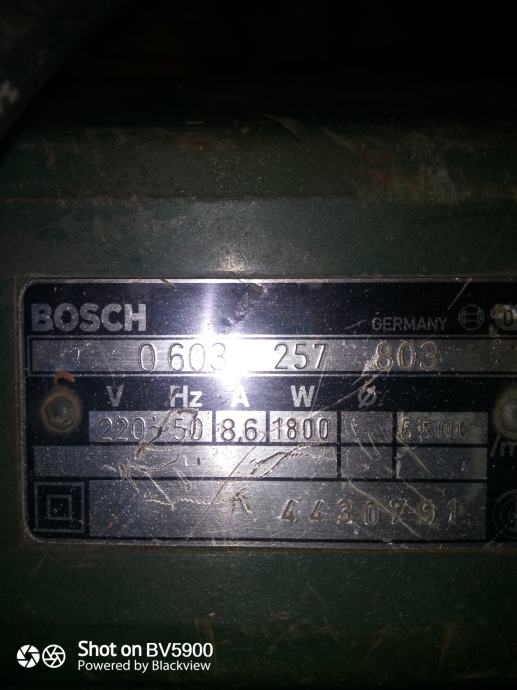 BOSCH GERMANY
0 603 257 803
V Hz A W Ø
220 50 8,6 1800 6500
4430791
Shot on BV5900
Powered by Blackview